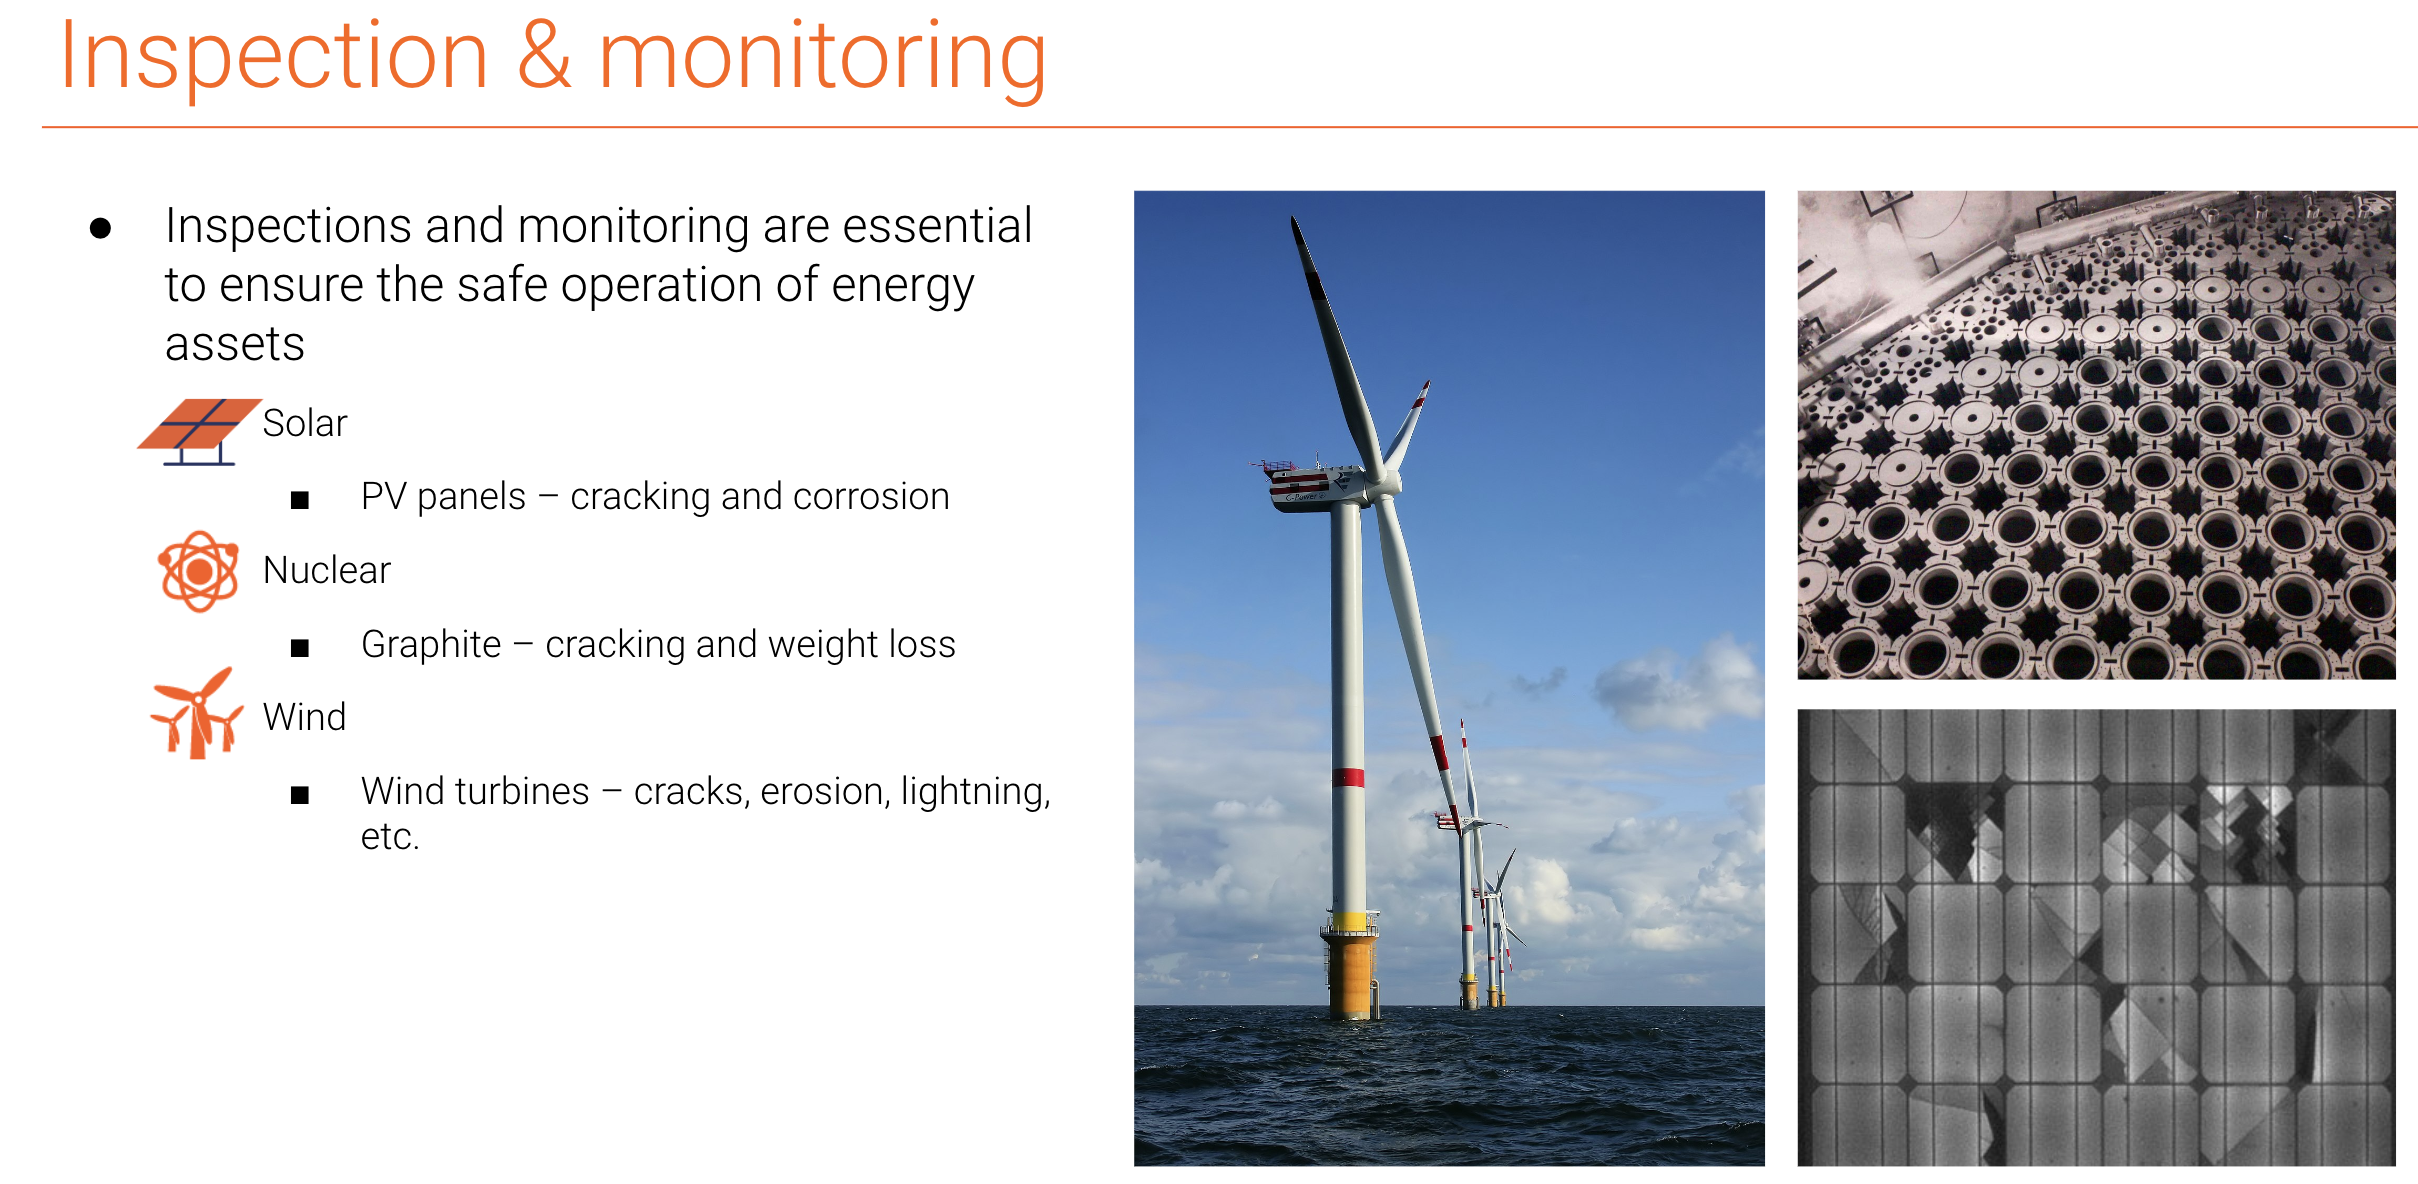 Inspection & monitoring
● Inspections and monitoring are essential
to ensure the safe operation of energy
assets
Solar
■ PV panels – cracking and corrosion
Nuclear
■ Graphite – cracking and weight loss
Wind
■ Wind turbines – cracks, erosion, lightning,
etc.
C-Power